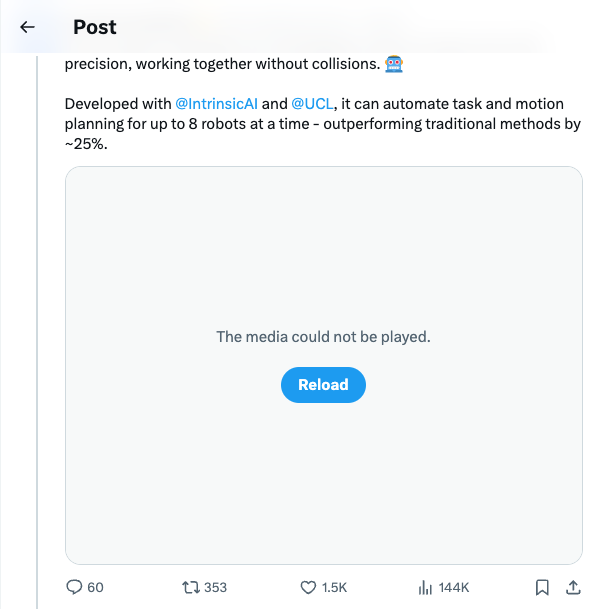 Post
precision, working together without collisions. 🤖
Developed with @IntrinsicAI and @UCL, it can automate task and motion
planning for up to 8 robots at a time - outperforming traditional methods by
~25%.
The media could not be played.
Reload
60 353 1.5K 144K